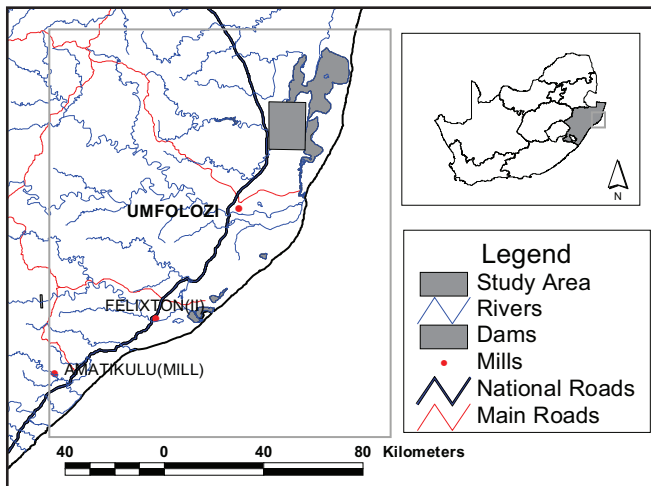 N
UMFOLOZI
FELIXTON(II)
AMATIKULU(MILL)
Legend
Study Area
Rivers
Dams
Mills
National Roads
Main Roads
40 0 40 80 Kilometers